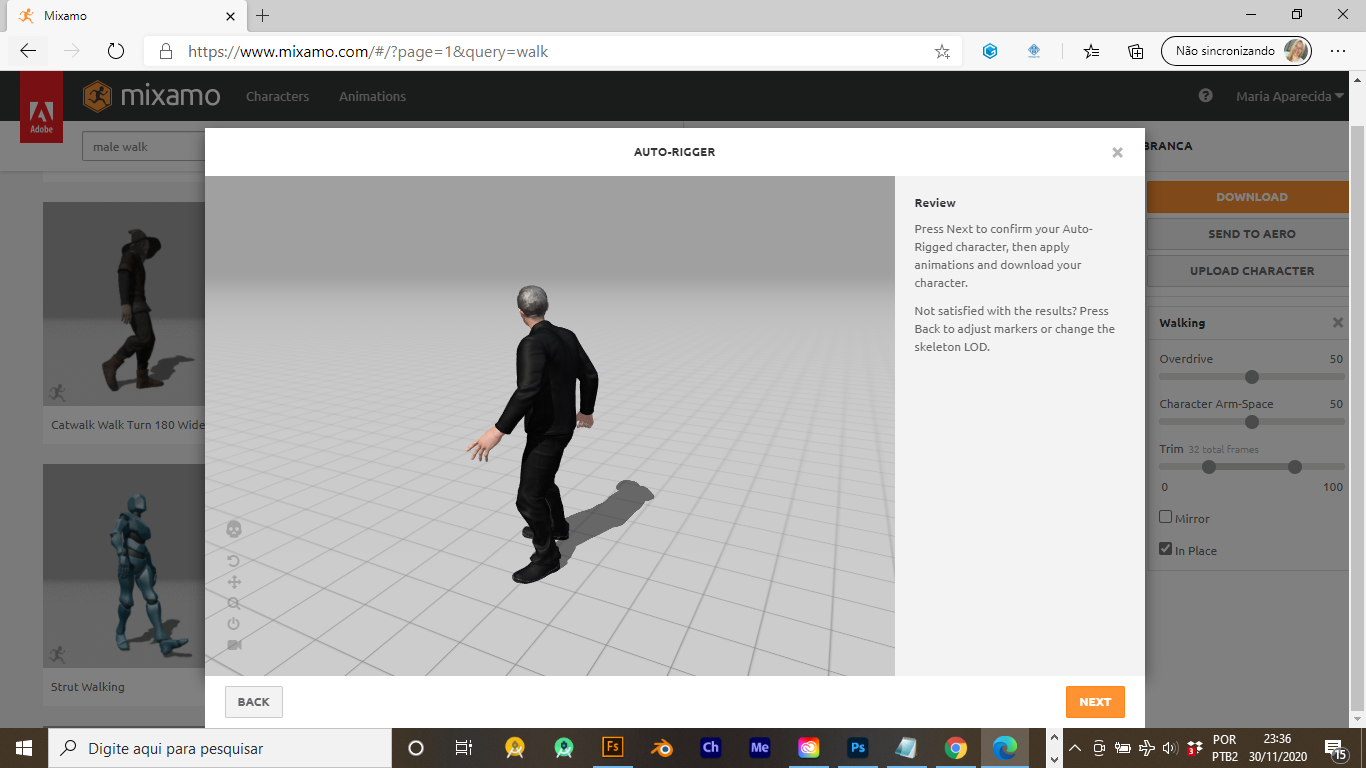 Mixamo
https://www.mixamo.com/#/?page=1&query=walk
Não sincronizando
Adobe
mixamo
Characters
Animations
Maria Aparecida
male walk
AUTO-RIGGER
BRANCA
Review
Press Next to confirm your Auto-
Rigged character, then apply
animations and download your
character.
Not satisfied with the results? Press
Back to adjust markers or change the
skeleton LOD.
DOWNLOAD
SEND TO AERO
UPLOAD CHARACTER
Walking
Overdrive 50
Character Arm-Space 50
Trim 32 total frames
0 100
Mirror
In Place
Catwalk Walk Turn 180 Wide
Strut Walking
BACK
NEXT
Digite aqui para pesquisar
Fs
Ch
Me
Ps
3
POR
PTB2
23:36
30/11/2020
15